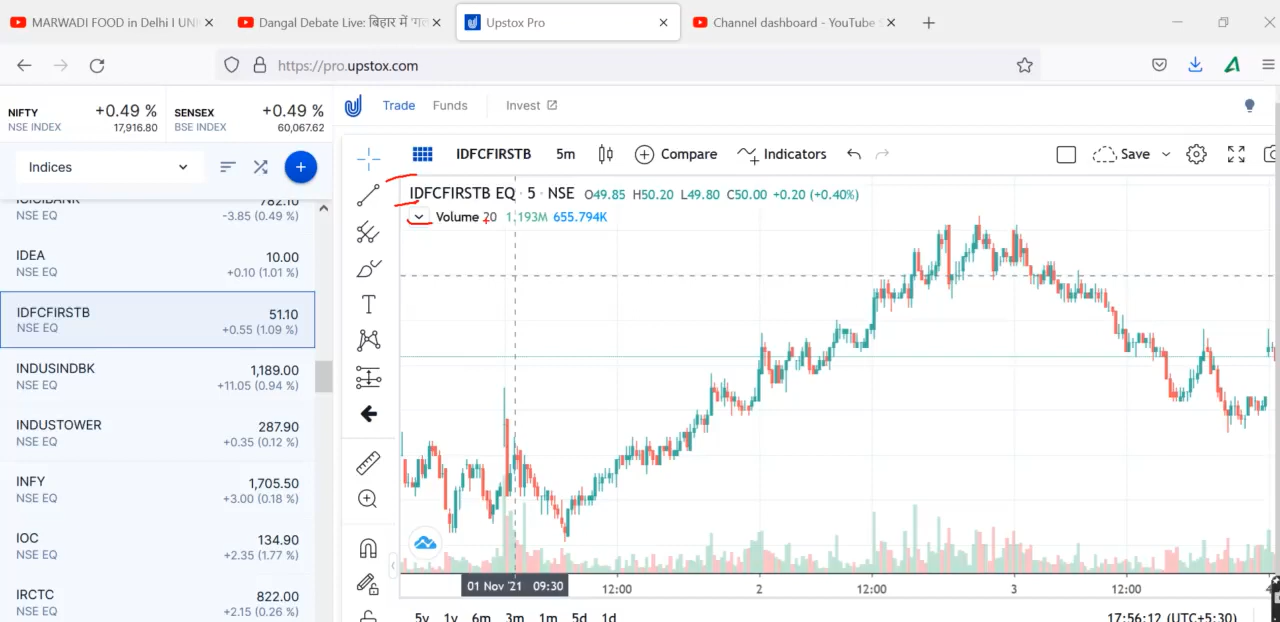 MARWADI FOOD in Delhi I UNI
Dangal Debate Live: बिहार में 'गल
Upstox Pro
Channel dashboard - YouTube S
https://pro.upstox.com
NIFTY +0.49 %
NSE INDEX 17,916.80
SENSEX +0.49 %
BSE INDEX 60,067.62
Trade Funds Invest
Indices
IDFCFIRSTB 5m Compare Indicators Save
ICICIBANK 782.10
NSE EQ -3.85 (0.49 %)
IDEA 10.00
NSE EQ +0.10 (1.01 %)
IDFCFIRSTB 51.10
NSE EQ +0.55 (1.09 %)
INDUSINDBK 1,189.00
NSE EQ +11.05 (0.94 %)
INDUSTOWER 287.90
NSE EQ +0.35 (0.12 %)
INFY 1,705.50
NSE EQ +3.00 (0.18 %)
IOC 134.90
NSE EQ +2.35 (1.77 %)
IRCTC 822.00
NSE EQ +2.15 (0.26 %)
IDFCFIRSTB EQ · 5 · NSE O49.85 H50.20 L49.80 C50.00 +0.20 (+0.40%)
Volume 20 1.193M 655.794K
01 Nov '21 09:30 12:00 2 12:00 3 12:00 4
5y 1y 6m 3m 1m 5d 1d 17:56:12 (UTC+5:30)